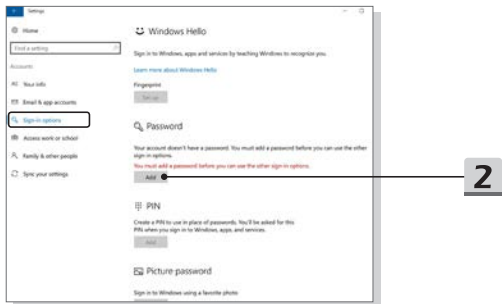 Settings
Home
Find a setting
Accounts
Your info
Email & app accounts
Sign-in options
Access work or school
Family & other people
Sync your settings
Windows Hello
Sign in to Windows, apps and services by teaching Windows to recognize you.
Learn more about Windows Hello
Fingerprint
Set up
Password
Your account doesn't have a password. You must add a password before you can use the other
sign-in options.
You must add a password before you can use the other sign-in options.
Add
2
PIN
Create a PIN to use in place of passwords. You'll be asked for this
PIN when you sign in to Windows, apps, and services.
Add
Picture password
Sign in to Windows using a favorite photo